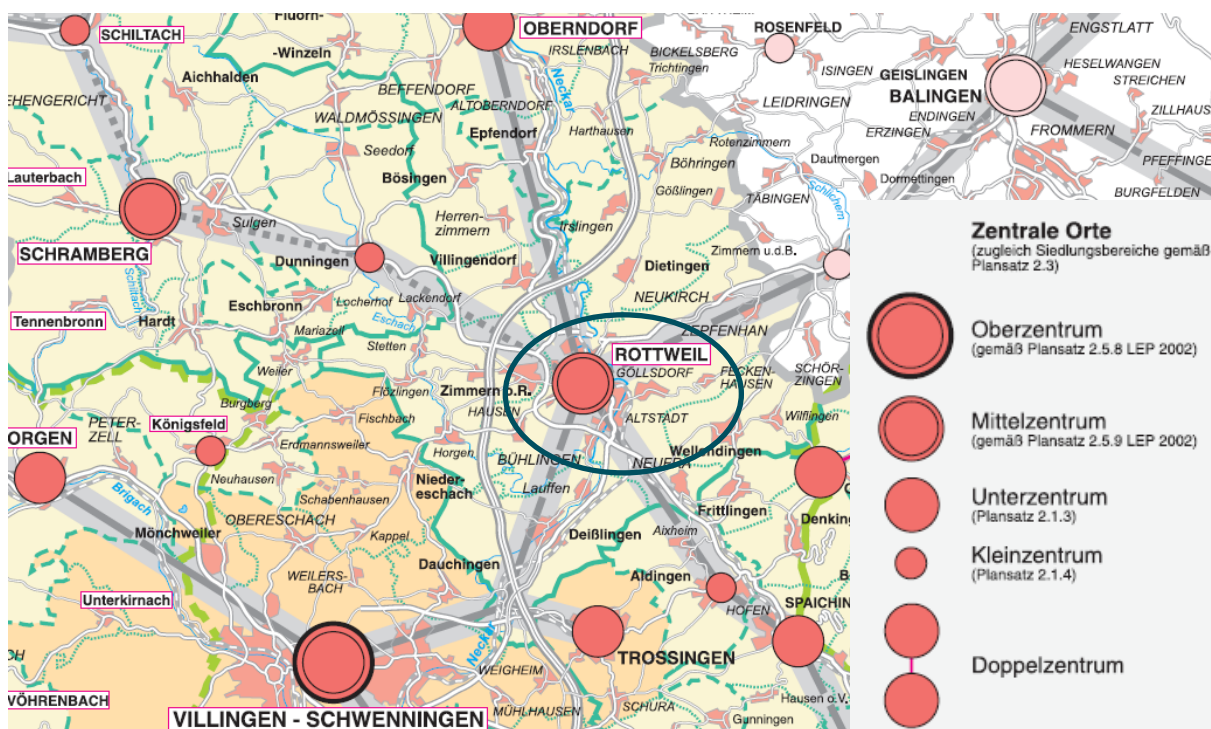 SCHILTACH
Fluorn-
-Winzeln
OBERNDORF
IRSLENBACH
BICKELSBERG
Trichtingen
ROSENFELD
ISINGEN
ENGSTLATT
HESELWANGEN
GEISLINGEN
STREICHEN
BALINGEN
Aichhalden
EHENGERICHT
BEFFENDORF
ALTOBERNDORF
Neckar
WALDMÖSSINGEN
LEIDRINGEN
ENDINGEN
ERZINGEN
ZILLHAUS
FROMMERN
Epfendorf
Harthausen
Rotenzimmern
Seedorf
Böhringen
Dautmergen
PFEFFINGE
Lauterbach
Bösingen
Gößlingen
TÄBINGEN
Schlichem
Dormettingen
BURGFELDEN
Sulgen
Herren-
zimmern
Irslingen
SCHRAMBERG
Dunningen
Villingendorf
Dietingen
Zimmern u.d.B.
Schiltach
Eschbronn
Locherhof
Lackendorf
NEUKIRCH
Tennenbronn
Hardt
Mariazell
Eschach
ZEPFENHAN
Stetten
ROTTWEIL
Weiler
Flözlingen
Zimmern o.R.
GÖLLSDORF
FECKEN-
HAUSEN
SCHÖR-
ZINGEN
Burgberg
HAUSEN
PETER-
ZELL
Königsfeld
Fischbach
ALTSTADT
Wilflingen
ORGEN
Erdmannsweiler
Horgen
BÜHLINGEN
NEUFRA
Wellendingen
Neuhausen
Schabenhausen
Nieder-
eschach
Lauffen
Brigach
Frittlingen
Mönchweiler
OBERESCHACH
Kappel
Deißlingen
Aixheim
Denking
WEILERS-
BACH
Dauchingen
Aldingen
Unterkirnach
HOFEN
SPAICHIN
Neckar
TROSSINGEN
VÖHRENBACH
WEIGHEIM
VILLINGEN - SCHWENNINGEN
MÜHLHAUSEN
SCHURA
Hausen o.V.
Gunningen
Zentrale Orte
(zugleich Siedlungsbereiche gemäß
Plansatz 2.3)
Oberzentrum
(gemäß Plansatz 2.5.8 LEP 2002)
Mittelzentrum
(gemäß Plansatz 2.5.9 LEP 2002)
Unterzentrum
(Plansatz 2.1.3)
Kleinzentrum
(Plansatz 2.1.4)
Doppelzentrum